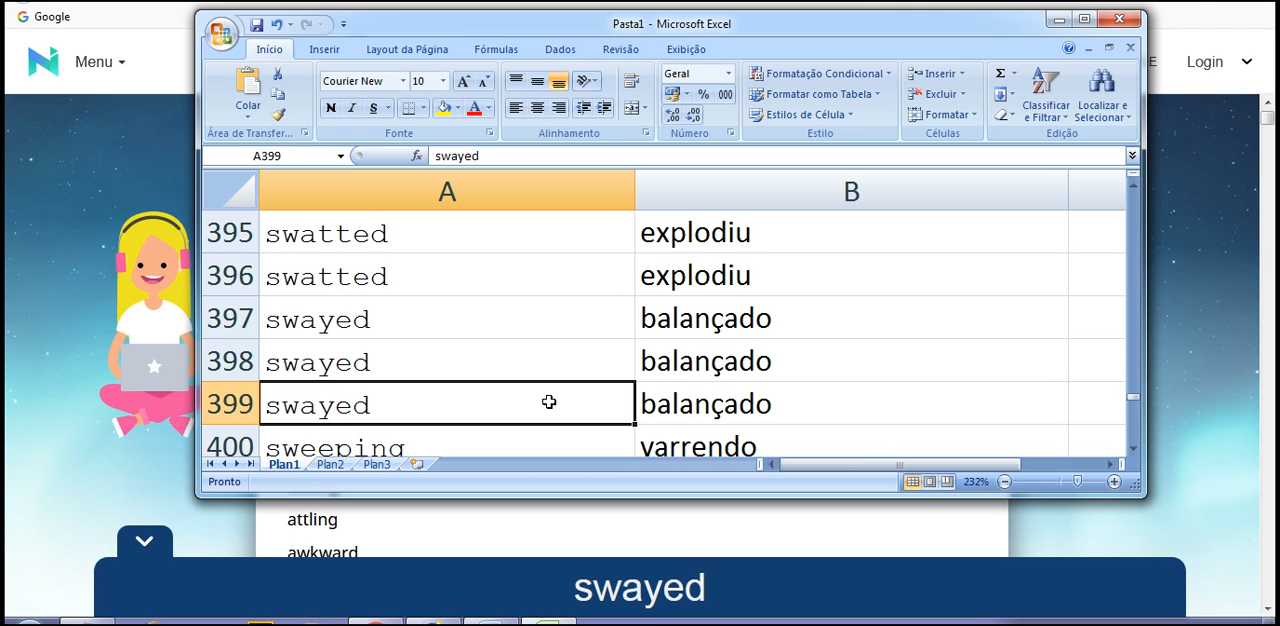 Google
Pasta1 - Microsoft Excel
Menu
E Login
Início Inserir Layout da Página Fórmulas Dados Revisão Exibição
Colar
Courier New 10
N I S
Geral
% 000
Formatação Condicional
Formatar como Tabela
Estilos de Célula
Inserir
Excluir
Formatar
Σ
Classificar e Filtrar
Localizar e Selecionar
Área de Transfer... Fonte Alinhamento Número Estilo Células Edição
A399 fx swayed
A B
395 swatted explodiu
396 swatted explodiu
397 swayed balançado
398 swayed balançado
399 swayed balançado
400 sweeping varrendo
Plan1 Plan2 Plan3
Pronto 232%
attling
awkward
swayed